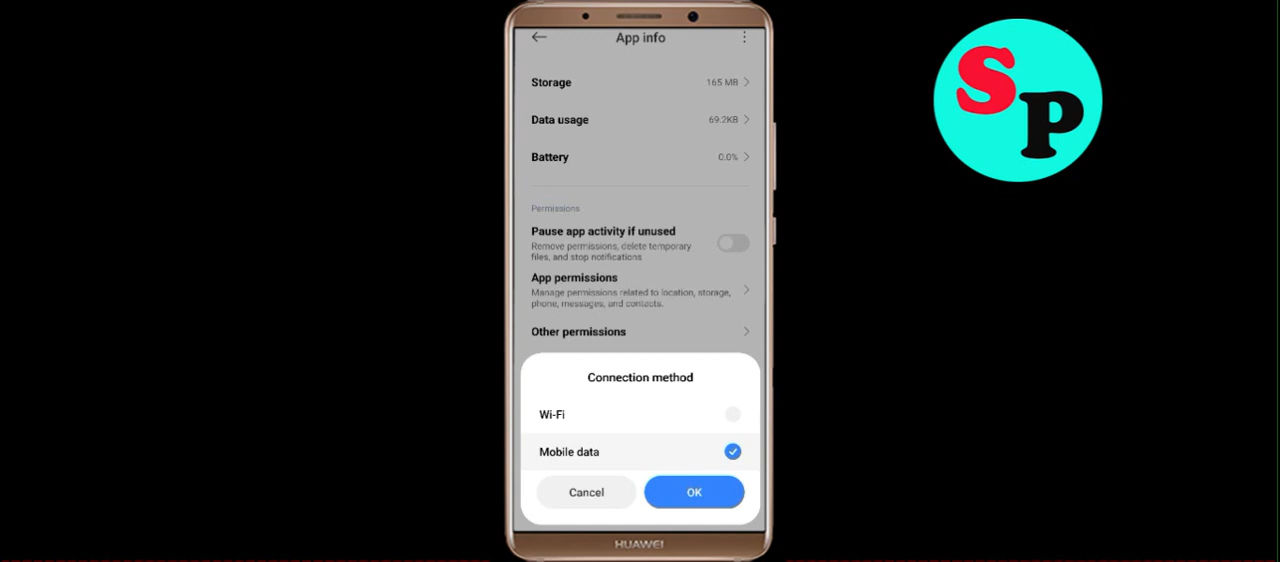 App info
Storage 165 MB
Data usage 69.2KB
Battery 0.0%
Permissions
Pause app activity if unused
Remove permissions, delete temporary
files, and stop notifications
App permissions
Manage permissions related to location, storage,
phone, messages, and contacts.
Other permissions
Connection method
Wi-Fi
Mobile data
Cancel OK
HUAWEI
SP